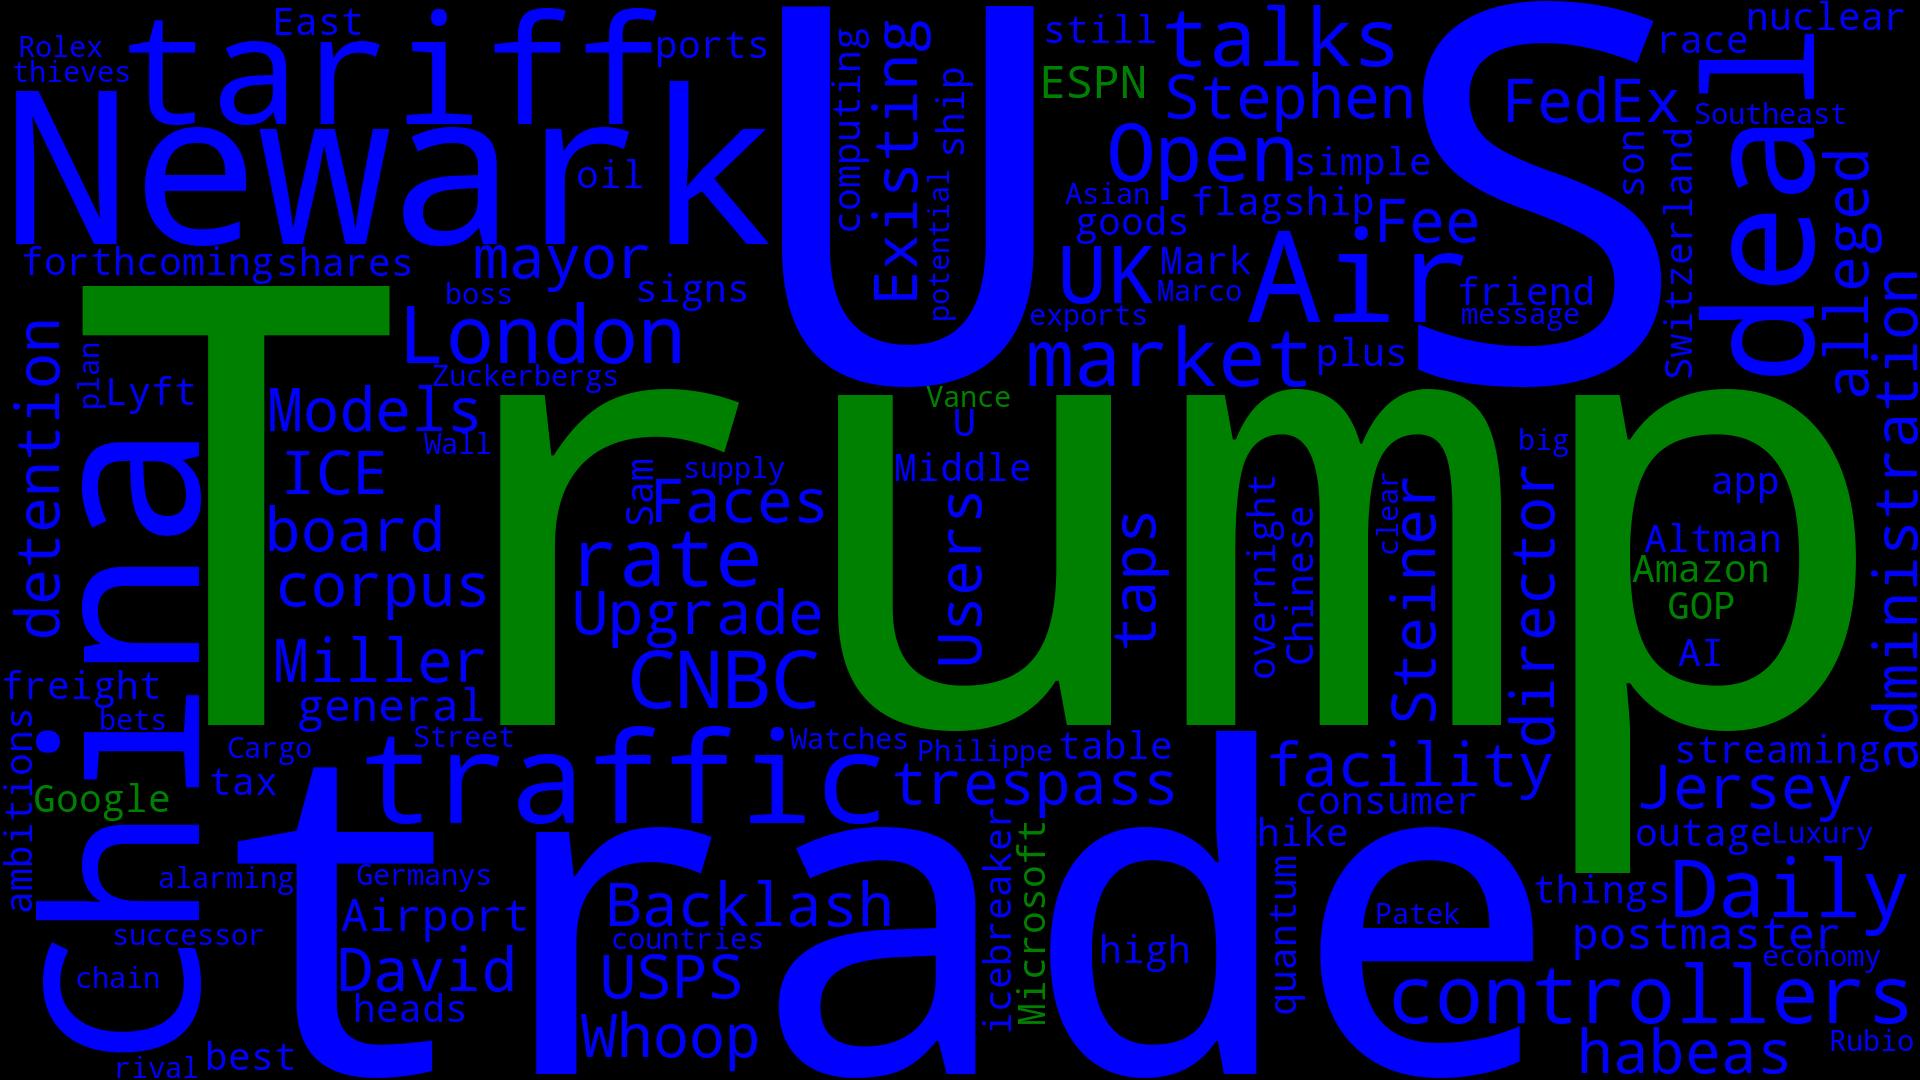 East
Rolex
thieves
tariff
ports
Newark
oil
U
S
computing
Existing
ship
potential
still
ESPN
talks
Stephen
Open
simple
Asian
flagship
goods
Fee
UK
Mark
Marco
Air
exports
market
plus
friend
message
FedEx
race
nuclear
deal
Southeast
son
Switzerland
alleged
administration
forthcoming
shares
mayor
signs
boss
London
Zuckerbergs
Trump
detention
plan
Lyft
China
Models
Wall
ICE
board
corpus
Miller
general
Sam
supply
Faces
rate
Upgrade
CNBC
Vance
U
Middle
Users
taps
overnight
Chinese
clear
Steiner
big
director
app
Altman
Amazon
GOP
AI
freight
bets
ambitions
Google
Cargo
tax
Street
traffic
Watches
Philippe
table
trespass
facility
consumer
hike
streaming
Jersey
outage
Luxury
trade
alarming
successor
chain
rival
best
Germanys
Airport
David
heads
Backlash
countries
USPS
Whoop
icebreaker
Microsoft
high
quantum
Patek
things
Daily
postmaster
economy
controllers
habeas
Rubio